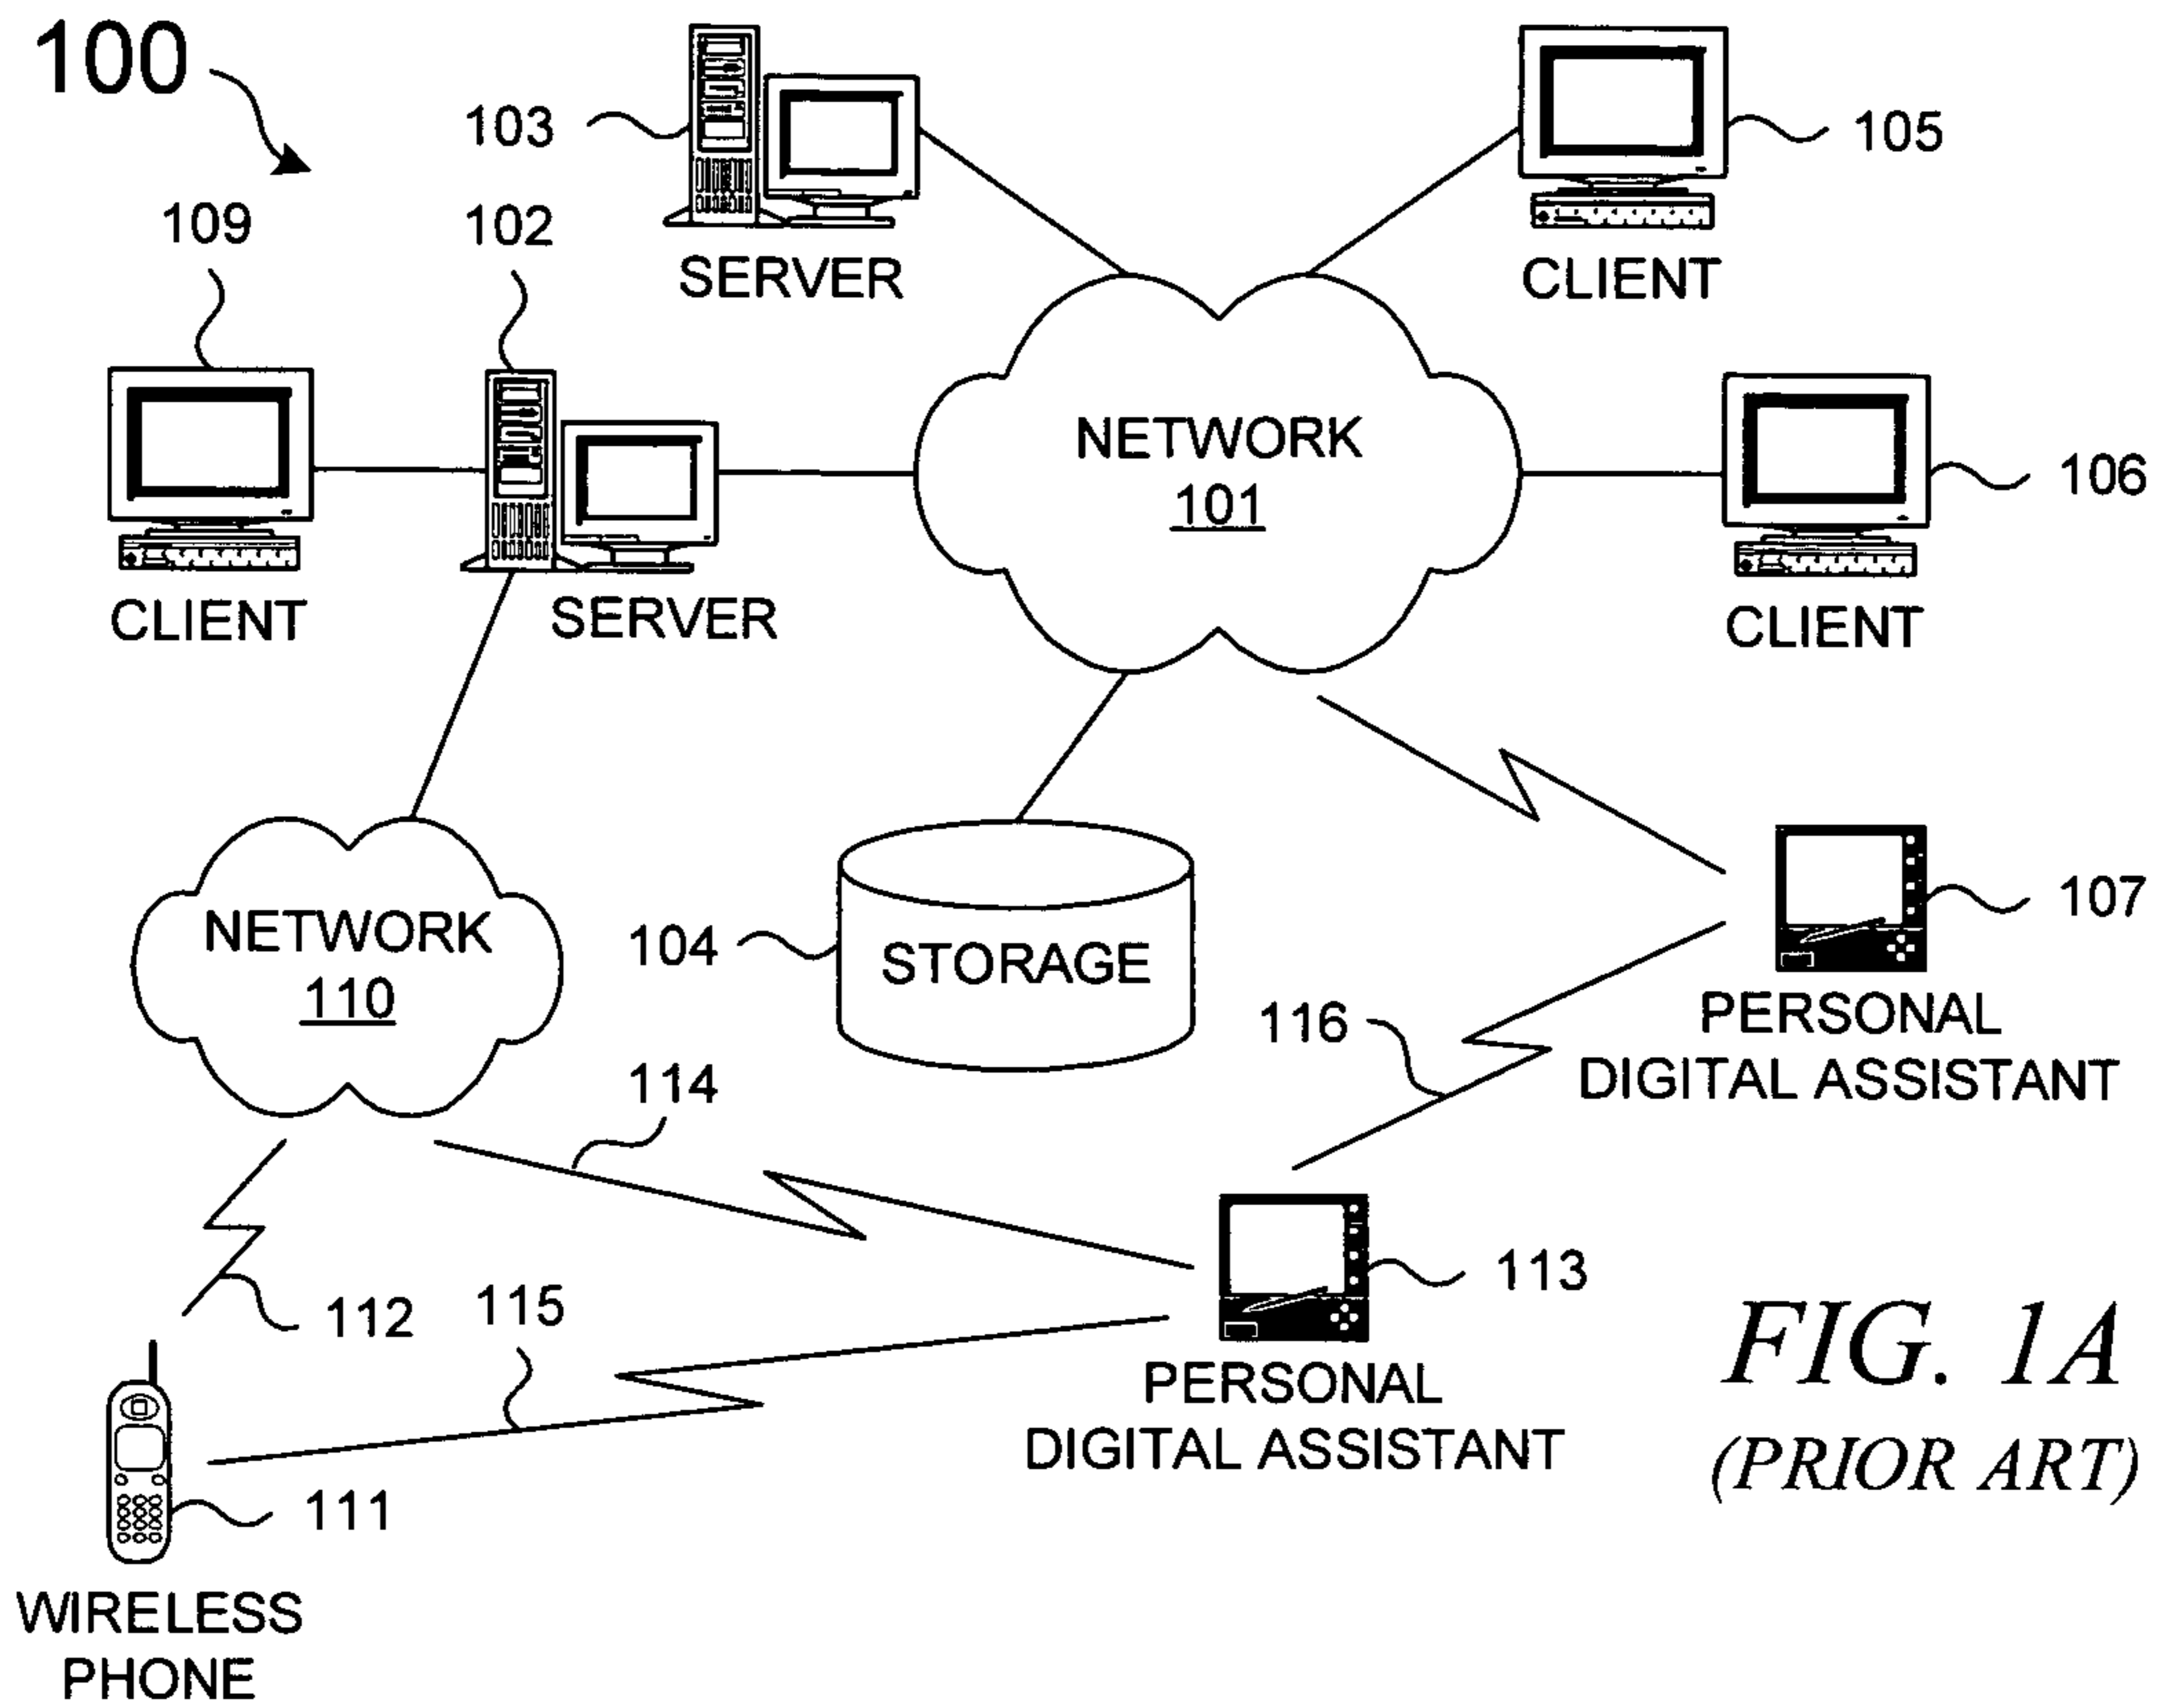 100
103
105
109
102
SERVER
CLIENT
NETWORK
101
106
CLIENT
SERVER
CLIENT
NETWORK
110
104
STORAGE
107
116
PERSONAL
DIGITAL ASSISTANT
114
113
112
115
PERSONAL
DIGITAL ASSISTANT
FIG. 1A
(PRIOR ART)
111
WIRELESS
PHONE